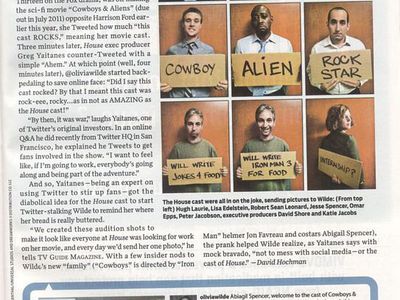 Thirteen on the Fox drama, was on making
the sci-fi movie "Cowboys & Aliens" (due
out in July 2011) opposite Harrison Ford ear-
lier this year, she Tweeted how much "this
cast ROCKS," meaning her movie cast.
Three minutes later, House exec producer
Greg Yaitanes counter-Tweeted with a
simple "Ahem." At which point (well, four
minutes later), @oliviawilde started back-
pedaling to save online face: "Did I say this
cast rocked? By that I meant this cast was
rock-eee, rocky...as in not as AMAZING as
the House cast!"
"By then, it was war," laughs Yaitanes, one
of Twitter's original investors. In an online
Q&A he did recently from Twitter HQ in San
Francisco, he explained he Tweets to get
fans involved in the show. "I want to feel
like, if I'm going to work, everybody's going
along and being part of the adventure."
And so, Yaitanes—being an expert on
using Twitter to stir up fans—got the
diabolical idea for the House cast to start
Twitter-stalking Wilde to remind her where
her bread is really buttered.
"We created these audition shots to
make it look like everyone at House was looking for work
on her movie, and every day we'd send her one photo," he
tells TV GUIDE MAGAZINE. With a few insider nods to
Wilde's new "family" ("Cowboys is directed by 'Iron
COWBOY
ALIEN
ROCK
STAR
WILL WRITE
JOKES 4 FOOD
WILL WRITE
IRON MAN 3
FOR FOOD
INTERNSHIP?
The House cast were all in on the joke, sending pictures to Wilde: (From top
left) Hugh Laurie, Lisa Edelstein, Robert Sean Leonard, Jesse Spencer, Omar
Epps, Peter Jacobson, executive producers David Shore and Katie Jacobs
Man'" helmer Jon Favreau and costars Abigail Spencer),
the prank helped Wilde realize, as Yaitanes says with
mock bravado, "not to mess with social media—or the
cast of House." —David Hohman
oliviawilde Abiagil Spencer, welcome to the cast of Cowboys &